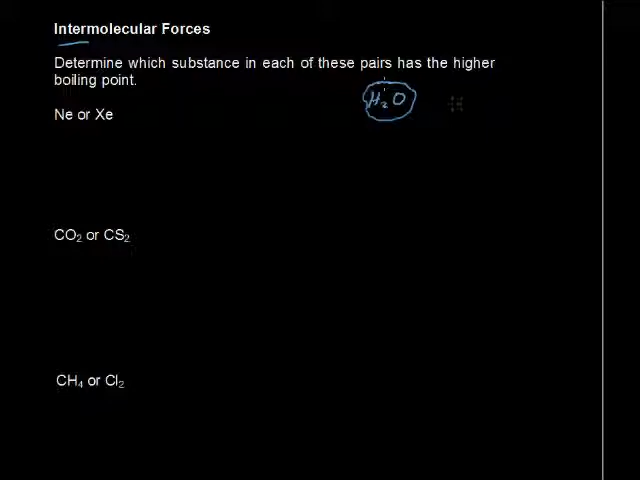 Intermolecular Forces
Determine which substance in each of these pairs has the higher
boiling point.
H₂O
Ne or Xe
CO₂ or CS₂
CH₄ or Cl₂